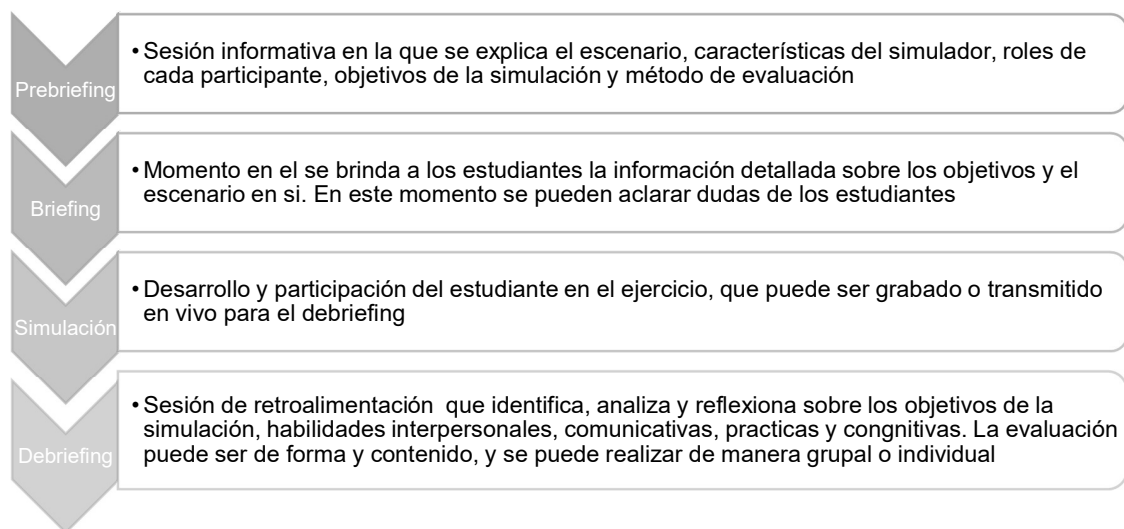 Prebriefing
• Sesión informativa en la que se explica el escenario, características del simulador, roles de
cada participante, objetivos de la simulación y método de evaluación
Briefing
• Momento en el se brinda a los estudiantes la información detallada sobre los objetivos y el
escenario en si. En este momento se pueden aclarar dudas de los estudiantes
Simulación
• Desarrollo y participación del estudiante en el ejercicio, que puede ser grabado o transmitido
en vivo para el debriefing
Debriefing
• Sesión de retroalimentación que identifica, analiza y reflexiona sobre los objetivos de la
simulación, habilidades interpersonales, comunicativas, practicas y congnitivas. La evaluación
puede ser de forma y contenido, y se puede realizar de manera grupal o individual